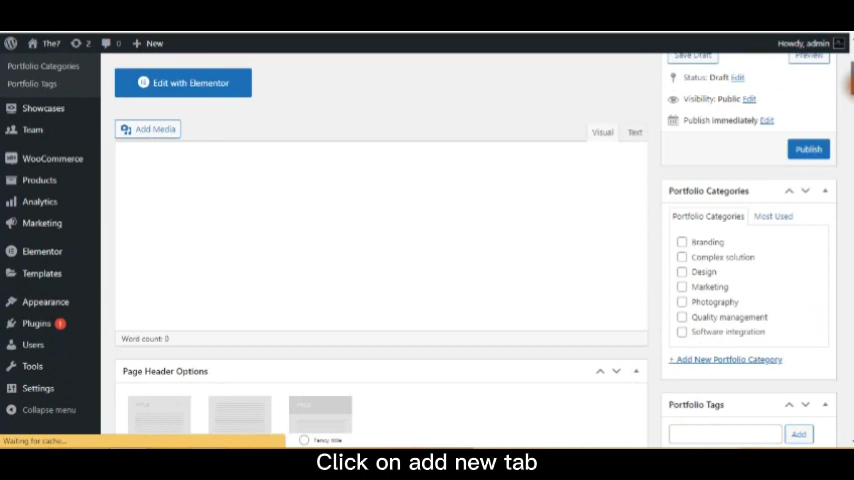 The7 2 0 New Howdy, admin
Portfolio Categories
Portfolio Tags
Showcases
Team
WooCommerce
Products
Analytics
Marketing
Elementor
Templates
Appearance
Plugins 1
Users
Tools
Settings
Collapse menu
Waiting for cache...
Edit with Elementor
Add Media
Visual Text
Word count: 0
Page Header Options
Fancy title
Save Draft Preview
Status: Draft Edit
Visibility: Public Edit
Publish immediately Edit
Publish
Portfolio Categories
Portfolio Categories Most Used
Branding
Complex solution
Design
Marketing
Photography
Quality management
Software integration
+ Add New Portfolio Category
Portfolio Tags
Add
Click on add new tab